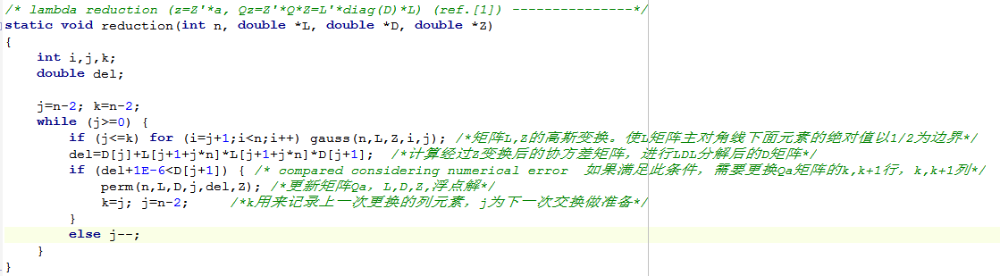 /* lambda reduction (z=Z'*a, Qz=Z'*Q*Z=L'*diag(D)*L) (ref.[1]) ---------------*/
static void reduction(int n, double *L, double *D, double *Z)
{
    int i,j,k;
    double del;
    j=n-2; k=n-2;
    while (j>=0) {
        if (j<=k) for (i=j+1;i<n;i++) gauss(n,L,Z,i,j); /*矩阵L,Z的高斯变换。使L矩阵主对角线下面元素的绝对值以1/2为边界*/
        del=D[j]+L[j+1+j*n]*L[j+1+j*n]*D[j+1];  /*计算经过Z变换后的协方差矩阵，进行LDL分解后的D矩阵*/
        if (del+1E-6<D[j+1]) { /* compared considering numerical error  如果满足此条件，需要更换Qa矩阵的k,k+1行，k,k+1列*/
            perm(n,L,D,j,del,Z); /*更新矩阵Qa，L,D,Z,浮点解*/
            k=j; j=n-2;      /*k用来记录上一次更换的列元素，j为下一次交换做准备*/
        }
        else j--;
    }
}